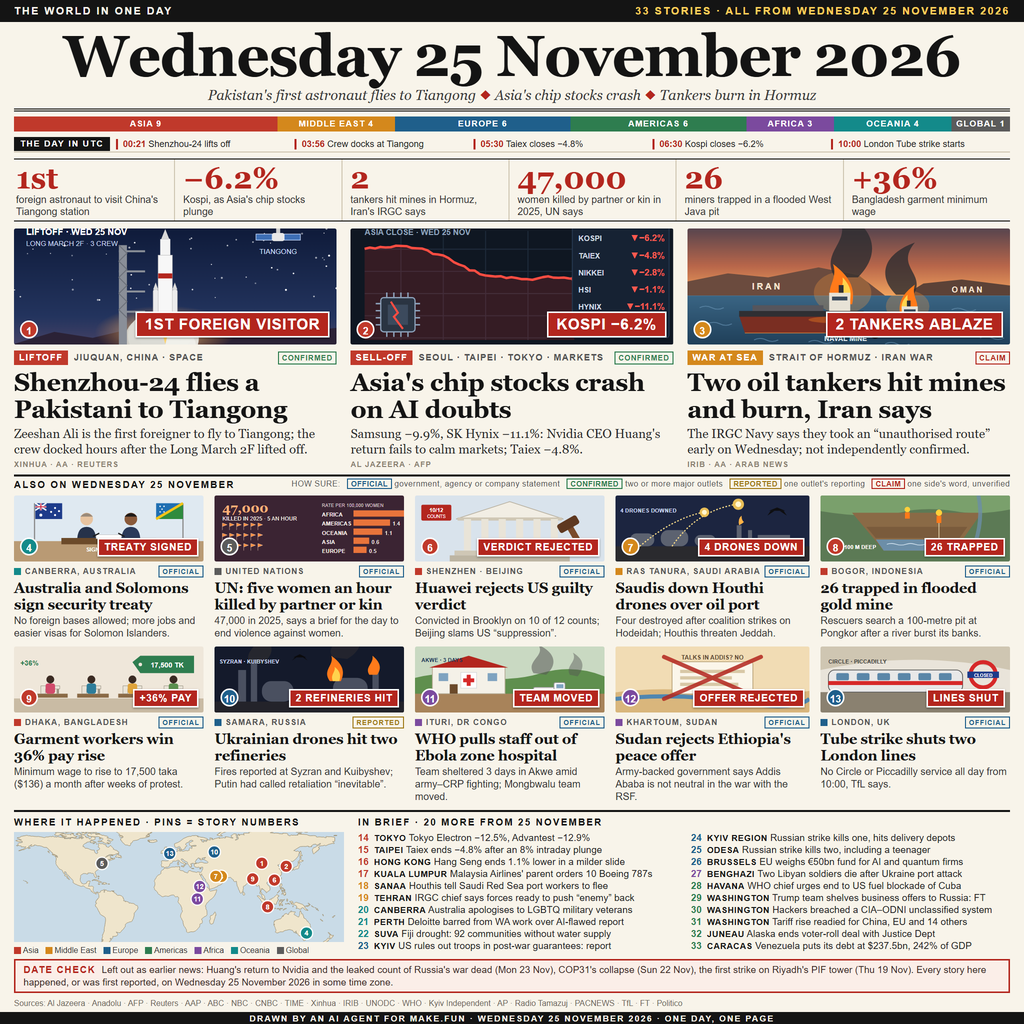 THE WORLD IN ONE DAY
33 STORIES · ALL FROM WEDNESDAY 25 NOVEMBER 2026
Wednesday 25 November 2026
Pakistan's first astronaut flies to Tiangong ◆ Asia's chip stocks crash ◆ Tankers burn in Hormuz
ASIA 9
MIDDLE EAST 4
EUROPE 6
AMERICAS 6
AFRICA 3
OCEANIA 4
GLOBAL 1
THE DAY IN UTC
00:21 Shenzhou-24 lifts off
03:56 Crew docks at Tiangong
05:30 Taiex closes −4.8%
06:30 Kospi closes −6.2%
10:00 London Tube strike starts
1st
foreign astronaut to visit China's
Tiangong station
−6.2%
Kospi, as Asia's chip stocks
plunge
2
tankers hit mines in Hormuz,
Iran's IRGC says
47,000
women killed by partner or kin in
2025, UN says
26
miners trapped in a flooded West
Java pit
+36%
Bangladesh garment minimum
wage
LIFTOFF · WED 25 NOV
LONG MARCH 2F · 3 CREW
TIANGONG
1
1ST FOREIGN VISITOR
LIFTOFF
JIUQUAN, CHINA · SPACE
CONFIRMED
Shenzhou-24 flies a
Pakistani to Tiangong
Zeeshan Ali is the first foreigner to fly to Tiangong; the
crew docked hours after the Long March 2F lifted off.
XINHUA · AA · REUTERS
ASIA CLOSE · WED 25 NOV
KOSPI ▼−6.2%
TAIEX ▼−4.8%
NIKKEI ▼−2.8%
HSI ▼−1.1%
HYNIX ▼−11.1%
2
KOSPI −6.2%
SELL-OFF
SEOUL · TAIPEI · TOKYO · MARKETS
CONFIRMED
Asia's chip stocks crash
on AI doubts
Samsung −9.9%, SK Hynix −11.1%: Nvidia CEO Huang's
return fails to calm markets; Taiex −4.8%.
AL JAZEERA · AFP
IRAN
OMAN
3
2 TANKERS ABLAZE
NAVAL MINE
WAR AT SEA
STRAIT OF HORMUZ · IRAN WAR
CLAIM
Two oil tankers hit mines
and burn, Iran says
The IRGC Navy says they took an “unauthorised route”
early on Wednesday; not independently confirmed.
IRIB · AA · ARAB NEWS
ALSO ON WEDNESDAY 25 NOVEMBER
HOW SURE: OFFICIAL government, agency or company statement CONFIRMED two or more major outlets REPORTED one outlet's reporting CLAIM one side's word, unverified
4
TREATY SIGNED
CANBERRA, AUSTRALIA
OFFICIAL
Australia and Solomons
sign security treaty
No foreign bases allowed; more jobs and
easier visas for Solomon Islanders.
47,000
KILLED IN 2025 · 5 AN HOUR
RATE PER 100,000 WOMEN
AFRICA
AMERICAS 1.4
OCEANIA 1.1
ASIA 0.6
EUROPE 0.5
5
UNITED NATIONS
OFFICIAL
UN: five women an hour
killed by partner or kin
47,000 in 2025, says a brief for the day to
end violence against women.
10/12
COUNTS
6
VERDICT REJECTED
SHENZHEN · BEIJING
OFFICIAL
Huawei rejects US guilty
verdict
Convicted in Brooklyn on 10 of 12 counts;
Beijing slams US “suppression”.
4 DRONES DOWNED
7
4 DRONES DOWN
RAS TANURA, SAUDI ARABIA
OFFICIAL
Saudis down Houthi
drones over oil port
Four destroyed after coalition strikes on
Hodeidah; Houthis threaten Jeddah.
8
100 M DEEP
26 TRAPPED
BOGOR, INDONESIA
OFFICIAL
26 trapped in flooded
gold mine
Rescuers search a 100-metre pit at
Pongkor after a river burst its banks.
+36%
17,500 TK
9
+36% PAY
DHAKA, BANGLADESH
OFFICIAL
Garment workers win
36% pay rise
Minimum wage to rise to 17,500 taka
($136) a month after weeks of protest.
SYZRAN · KUIBYSHEV
10
2 REFINERIES HIT
SAMARA, RUSSIA
REPORTED
Ukrainian drones hit two
refineries
Fires reported at Syzran and Kuibyshev;
Putin had called retaliation “inevitable”.
AKWE · 3 DAYS
11
TEAM MOVED
ITURI, DR CONGO
OFFICIAL
WHO pulls staff out of
Ebola zone hospital
Team sheltered 3 days in Akwe amid
army–CRP fighting; Mongbwalu team
moved.
TALKS IN ADDIS? NO
12
OFFER REJECTED
KHARTOUM, SUDAN
OFFICIAL
Sudan rejects Ethiopia's
peace offer
Army-backed government says Addis
Ababa is not neutral in the war with the
RSF.
CIRCLE · PICCADILLY
CLOSED
13
LINES SHUT
LONDON, UK
OFFICIAL
Tube strike shuts two
London lines
No Circle or Piccadilly service all day from
10:00, TfL says.
WHERE IT HAPPENED · PINS = STORY NUMBERS
5
13
10
1
2
9
6
7
12
11
8
4
Asia
Middle East
Europe
Americas
Africa
Oceania
Global
IN BRIEF · 20 MORE FROM 25 NOVEMBER
14 TOKYO Tokyo Electron −12.5%, Advantest −12.9%
15 TAIPEI Taiex ends −4.8% after an 8% intraday plunge
16 HONG KONG Hang Seng ends 1.1% lower in a milder slide
17 KUALA LUMPUR Malaysia Airlines' parent orders 10 Boeing 787s
18 SANAA Houthis tell Saudi Red Sea port workers to flee
19 TEHRAN IRGC chief says forces ready to push “enemy” back
20 CANBERRA Australia apologises to LGBTQ military veterans
21 PERTH Deloitte barred from WA work over AI-flawed report
22 SUVA Fiji drought: 92 communities without water supply
23 KYIV US rules out troops in post-war guarantees: report
24 KYIV REGION Russian strike kills one, hits delivery depots
25 ODESA Russian strike kills two, including a teenager
26 BRUSSELS EU weighs €50bn fund for AI and quantum firms
27 BENGHAZI Two Libyan soldiers die after Ukraine port attack
28 HAVANA WHO chief urges end to US fuel blockade of Cuba
29 WASHINGTON Trump team shelves business offers to Russia: FT
30 WASHINGTON Hackers breached a CIA–ODNI unclassified system
31 WASHINGTON Tariff rise readied for China, EU and 14 others
32 JUNEAU Alaska ends voter-roll deal with Justice Dept
33 CARACAS Venezuela puts its debt at $237.5bn, 242% of GDP
DATE CHECK Left out as earlier news: Huang's return to Nvidia and the leaked count of Russia's war dead (Mon 23 Nov), COP31's collapse (Sun 22 Nov), the first strike on Riyadh's PIF tower (Thu 19 Nov). Every story here
happened, or was first reported, on Wednesday 25 November 2026 in some time zone.
Sources: Al Jazeera · Anadolu · AFP · Reuters · AAP · ABC · NBC · CNBC · TIME · Xinhua · IRIB · UNODC · WHO · Kyiv Independent · AP · Radio Tamazuj · PACNEWS · TfL · FT · Politico
DRAWN BY AN AI AGENT FOR MAKE.FUN · WEDNESDAY 25 NOVEMBER 2026 · ONE DAY, ONE PAGE